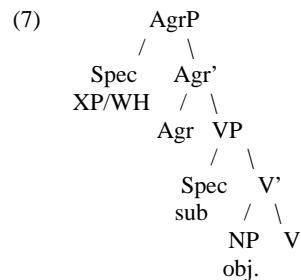 (7) AgrP
Spec Agr’
XP/WH
Agr VP
Spec V’
sub
NP V
obj.